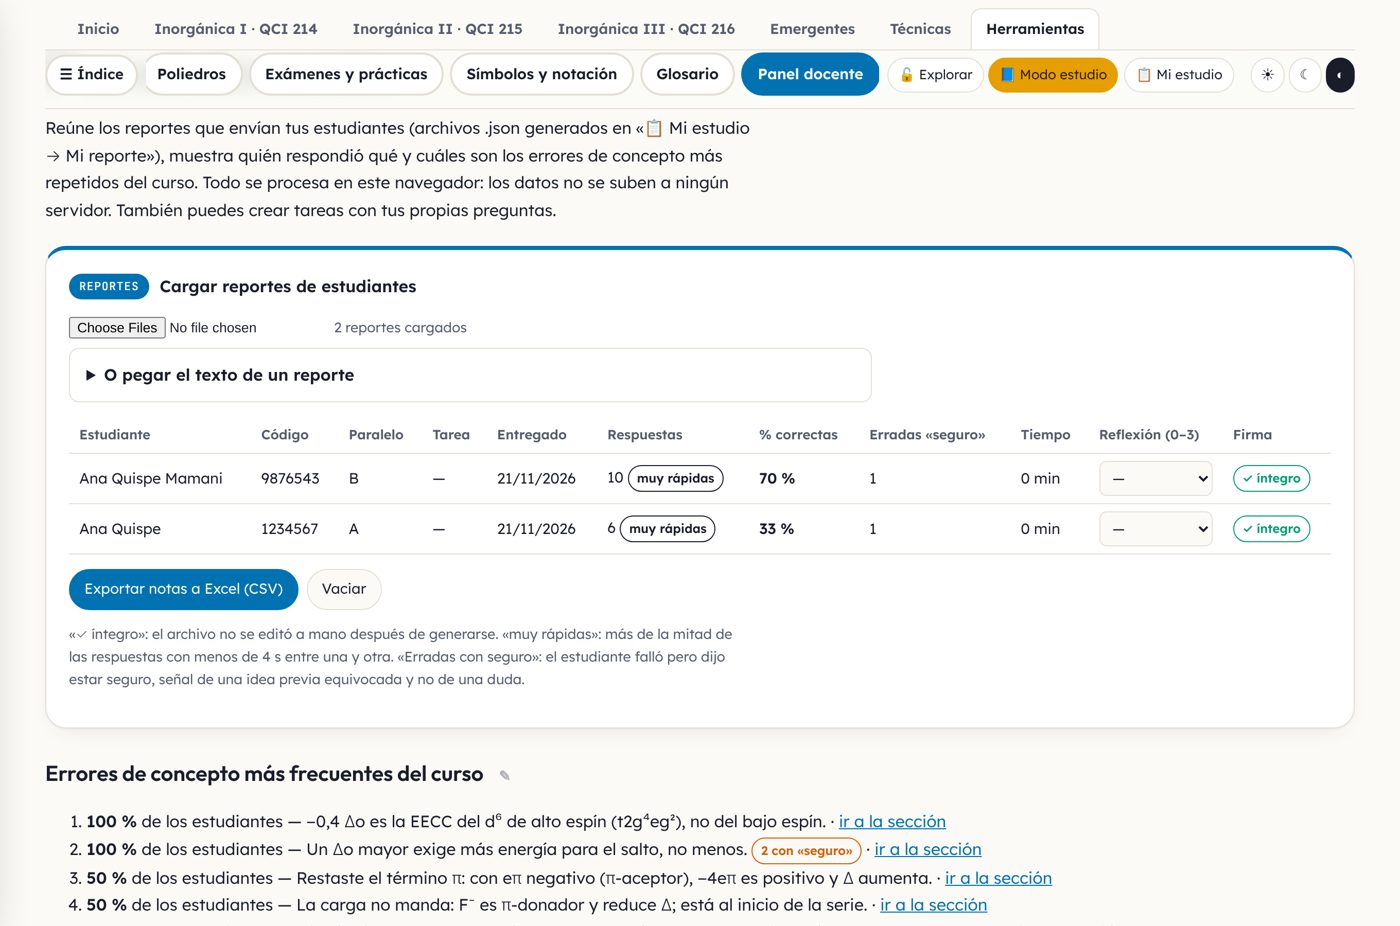 Inicio Inorgánica I · QCI 214 Inorgánica II · QCI 215 Inorgánica III · QCI 216 Emergentes Técnicas Herramientas
☰ Índice Poliedros Exámenes y prácticas Símbolos y notación Glosario Panel docente 🔓 Explorar 📘 Modo estudio 📋 Mi estudio
Reúne los reportes que envían tus estudiantes (archivos .json generados en «📋 Mi estudio
→ Mi reporte»), muestra quién respondió qué y cuáles son los errores de concepto más
repetidos del curso. Todo se procesa en este navegador: los datos no se suben a ningún
servidor. También puedes crear tareas con tus propias preguntas.
REPORTES Cargar reportes de estudiantes
Choose Files No file chosen 2 reportes cargados
▶ O pegar el texto de un reporte
Estudiante Código Paralelo Tarea Entregado Respuestas % correctas Erradas «seguro» Tiempo Reflexión (0–3) Firma
Ana Quispe Mamani 9876543 B — 21/11/2026 10 muy rápidas 70 % 1 0 min — ✓ íntegro
Ana Quispe 1234567 A — 21/11/2026 6 muy rápidas 33 % 1 0 min — ✓ íntegro
Exportar notas a Excel (CSV) Vaciar
«✓ íntegro»: el archivo no se editó a mano después de generarse. «muy rápidas»: más de la mitad de
las respuestas con menos de 4 s entre una y otra. «Erradas con seguro»: el estudiante falló pero dijo
estar seguro, señal de una idea previa equivocada y no de una duda.
Errores de concepto más frecuentes del curso ✎
1. 100 % de los estudiantes — −0,4 Δo es la EECC del d⁶ de alto espín (t2g⁴eg²), no del bajo espín. · ir a la sección
2. 100 % de los estudiantes — Un Δo mayor exige más energía para el salto, no menos. 2 con «seguro» · ir a la sección
3. 50 % de los estudiantes — Restaste el término π: con eπ negativo (π-aceptor), −4eπ es positivo y Δ aumenta. · ir a la sección
4. 50 % de los estudiantes — La carga no manda: F⁻ es π-donador y reduce Δ; está al inicio de la serie. · ir a la sección